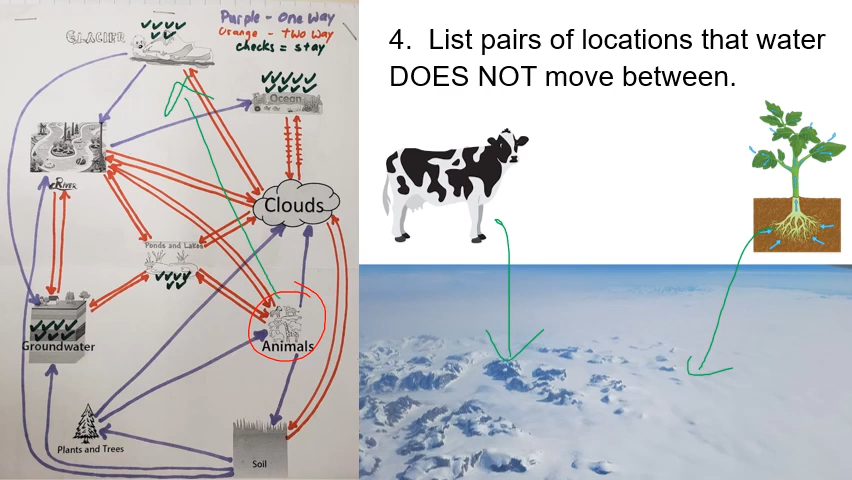 Purple - One way
Orange - Two way
checks = stay
GLACIER
Ocean
River
Clouds
Ponds and Lakes
Groundwater
Animals
Plants and Trees
Soil
4. List pairs of locations that water
DOES NOT move between.